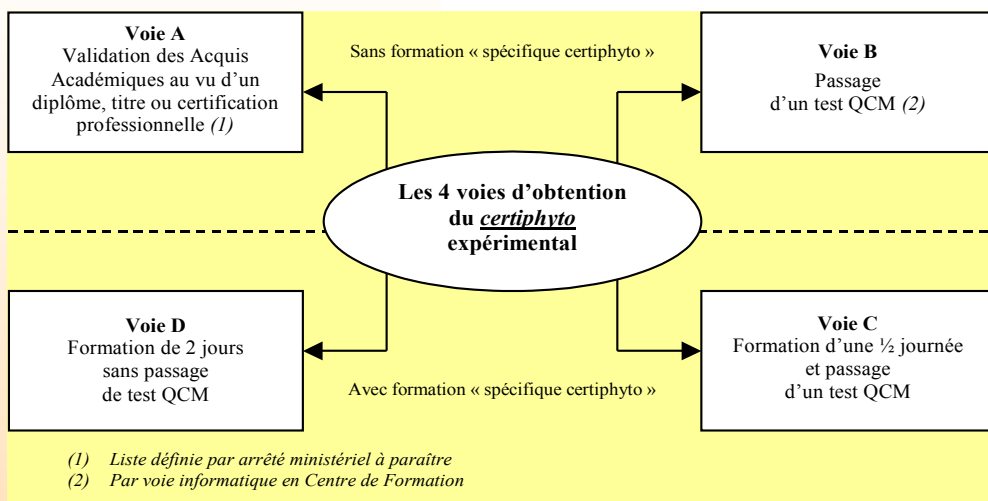 Voie A
Validation des Acquis
Académiques au vu d'un
diplôme, titre ou certification
professionnelle (1)
Sans formation « spécifique certiphyto »
Voie B
Passage
d'un test QCM (2)
Les 4 voies d'obtention
du certiphyto
expérimental
Voie D
Formation de 2 jours
sans passage
de test QCM
Avec formation « spécifique certiphyto »
Voie C
Formation d'une ½ journée
et passage
d'un test QCM
(1) Liste définie par arrêté ministériel à paraître
(2) Par voie informatique en Centre de Formation